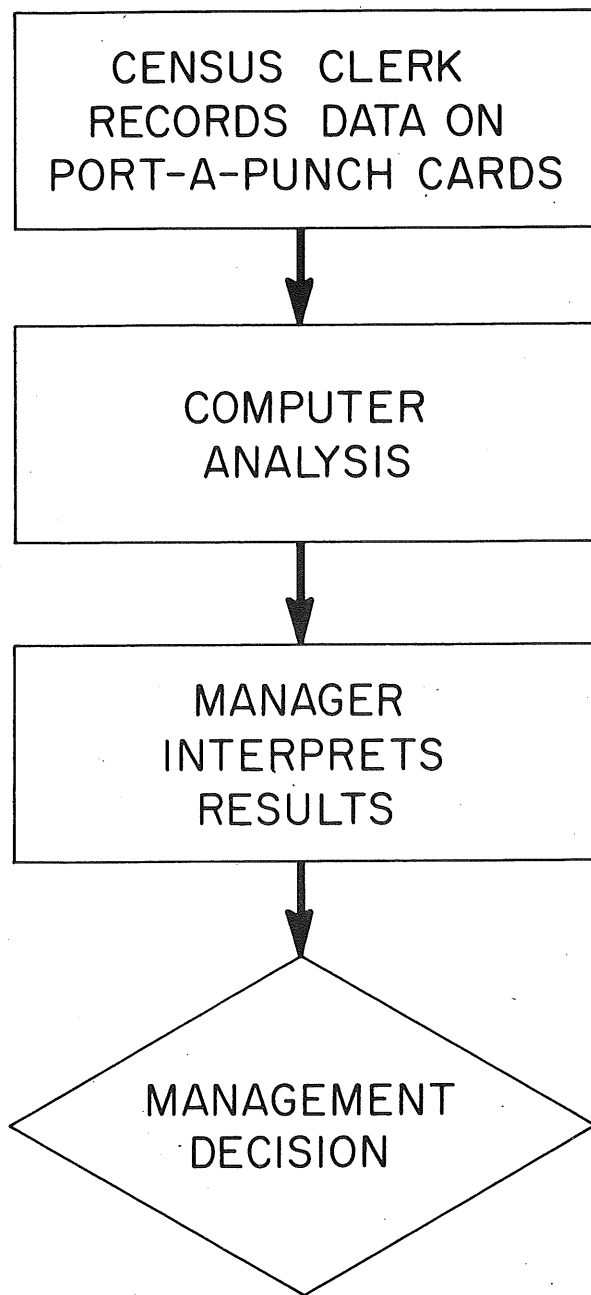 CENSUS CLERK
RECORDS DATA ON
PORT-A-PUNCH CARDS
COMPUTER
ANALYSIS
MANAGER
INTERPRETS
RESULTS
MANAGEMENT
DECISION